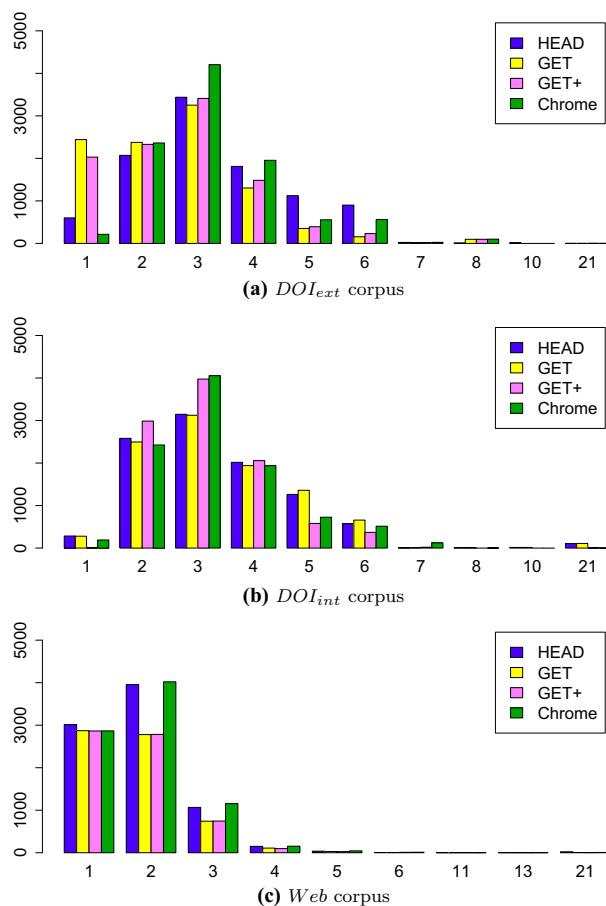 5000
3000
1000
0
HEAD
GET
GET+
Chrome
1 2 3 4 5 6 7 8 10 21
(a) DOIext corpus
5000
3000
1000
0
HEAD
GET
GET+
Chrome
1 2 3 4 5 6 7 8 10 21
(b) DOIint corpus
5000
3000
1000
0
HEAD
GET
GET+
Chrome
1 2 3 4 5 6 11 13 21
(c) Web corpus